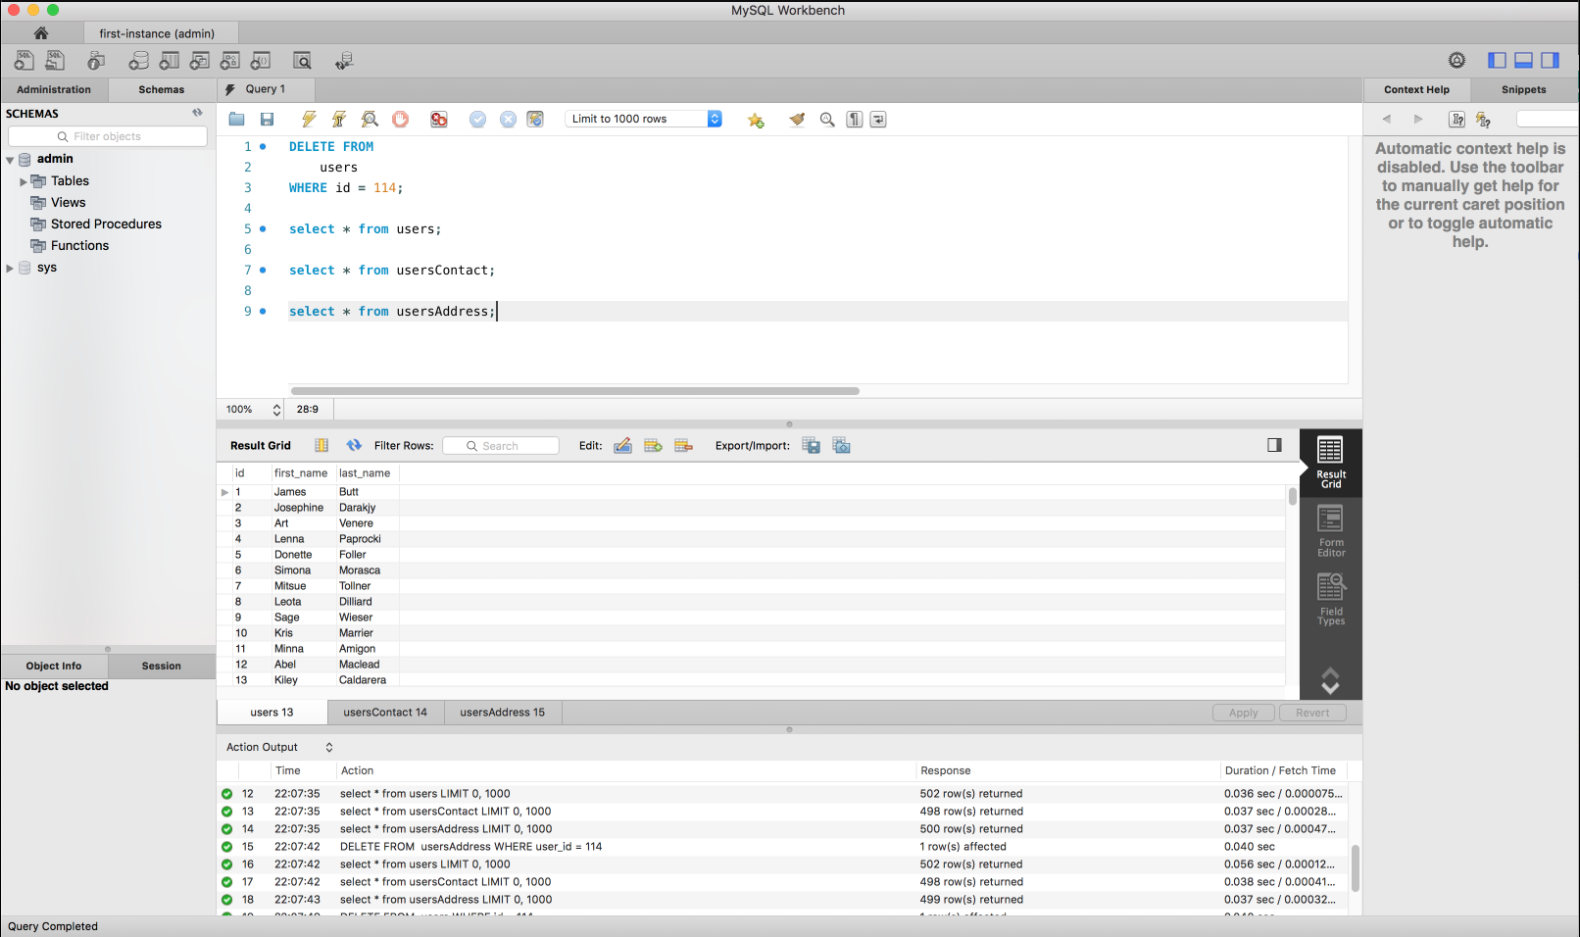 MySQL Workbench
first-instance (admin)
Administration
Schemas
Query 1
Context Help
Snippets
SCHEMAS
Filter objects
admin
Tables
Views
Stored Procedures
Functions
sys
Limit to 1000 rows
1 DELETE FROM
2 users
3 WHERE id = 114;
4
5 select * from users;
6
7 select * from usersContact;
8
9 select * from usersAddress;
Automatic context help is
disabled. Use the toolbar
to manually get help for
the current caret position
or to toggle automatic
help.
100% 28:9
Result Grid Filter Rows: Search Edit: Export/Import:
id first_name last_name
1 James Butt
2 Josephine Darakjy
3 Art Venere
4 Lenna Paprocki
5 Donette Foller
6 Simona Morasca
7 Mitsue Tollner
8 Leota Dilliard
9 Sage Wieser
10 Kris Marrier
11 Minna Amigon
12 Abel Maclead
13 Kiley Caldarera
Result
Grid
Form
Editor
Field
Types
Object Info Session
No object selected
users 13 usersContact 14 usersAddress 15 Apply Revert
Action Output
Time Action Response Duration / Fetch Time
12 22:07:35 select * from users LIMIT 0, 1000 502 row(s) returned 0.036 sec / 0.000075...
13 22:07:35 select * from usersContact LIMIT 0, 1000 498 row(s) returned 0.037 sec / 0.00028...
14 22:07:35 select * from usersAddress LIMIT 0, 1000 500 row(s) returned 0.037 sec / 0.00047...
15 22:07:42 DELETE FROM usersAddress WHERE user_id = 114 1 row(s) affected 0.040 sec
16 22:07:42 select * from users LIMIT 0, 1000 502 row(s) returned 0.056 sec / 0.00012...
17 22:07:42 select * from usersContact LIMIT 0, 1000 498 row(s) returned 0.038 sec / 0.00041...
18 22:07:43 select * from usersAddress LIMIT 0, 1000 499 row(s) returned 0.037 sec / 0.00032...
Query Completed